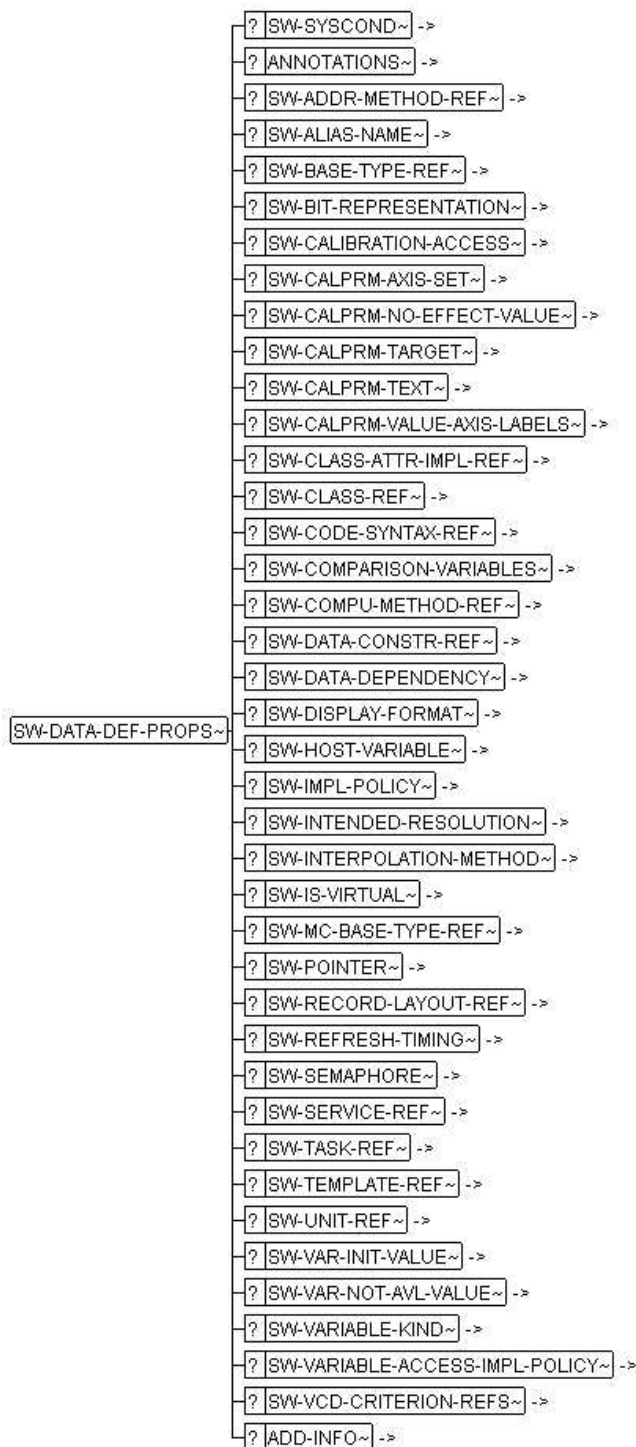 ? SW-SYSCOND~ ->
? ANNOTATIONS~ ->
? SW-ADDR-METHOD-REF~ ->
? SW-ALIAS-NAME~ ->
? SW-BASE-TYPE-REF~ ->
? SW-BIT-REPRESENTATION~ ->
? SW-CALIBRATION-ACCESS~ ->
? SW-CALPRM-AXIS-SET~ ->
? SW-CALPRM-NO-EFFECT-VALUE~ ->
? SW-CALPRM-TARGET~ ->
? SW-CALPRM-TEXT~ ->
? SW-CALPRM-VALUE-AXIS-LABELS~ ->
? SW-CLASS-ATTR-IMPL-REF~ ->
? SW-CLASS-REF~ ->
? SW-CODE-SYNTAX-REF~ ->
? SW-COMPARISON-VARIABLES~ ->
? SW-COMPU-METHOD-REF~ ->
? SW-DATA-CONSTR-REF~ ->
? SW-DATA-DEPENDENCY~ ->
? SW-DISPLAY-FORMAT~ ->
SW-DATA-DEF-PROPS~
? SW-HOST-VARIABLE~ ->
? SW-IMPL-POLICY~ ->
? SW-INTENDED-RESOLUTION~ ->
? SW-INTERPOLATION-METHOD~ ->
? SW-IS-VIRTUAL~ ->
? SW-MC-BASE-TYPE-REF~ ->
? SW-POINTER~ ->
? SW-RECORD-LAYOUT-REF~ ->
? SW-REFRESH-TIMING~ ->
? SW-SEMAPHORE~ ->
? SW-SERVICE-REF~ ->
? SW-TASK-REF~ ->
? SW-TEMPLATE-REF~ ->
? SW-UNIT-REF~ ->
? SW-VAR-INIT-VALUE~ ->
? SW-VAR-NOT-AVL-VALUE~ ->
? SW-VARIABLE-KIND~ ->
? SW-VARIABLE-ACCESS-IMPL-POLICY~ ->
? SW-VCD-CRITERION-REFS~ ->
? ADD-INFO~ ->